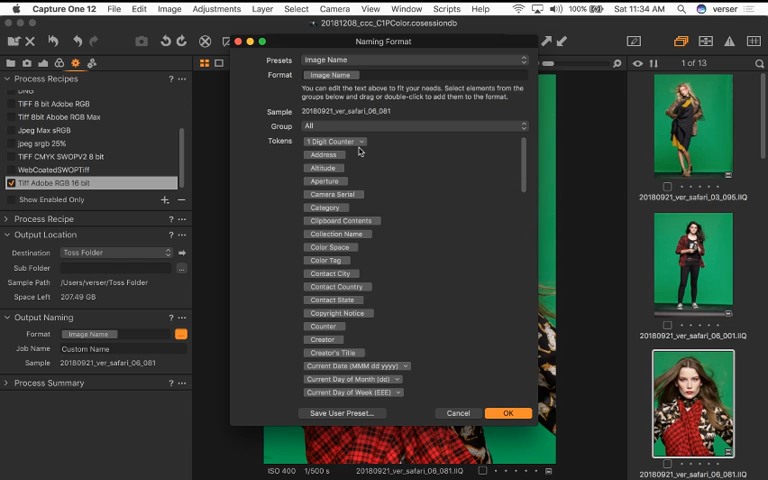 Capture One 12 File Edit Image Adjustments Layer Select Camera View Window Scripts Help 100% Sat 11:34 AM verser
20181208_ccc_C1PColor.cosessiondb
Naming Format
Process Recipes ? ...
DNG
TIFF 8 bit Adobe RGB
Tiff 8bit Abobe RGB Max
Jpeg Max sRGB
jpeg srgb 25%
TIFF CMYK SWOPV2 8 bit
WebCoatedSWOPTiff
Tiff Adobe RGB 16 bit
Show Enabled Only + −
Process Recipe ? ...
Output Location ? ...
Destination Toss Folder
Sub Folder ...
Sample Path /Users/verser/Toss Folder
Space Left 207.49 GB
Output Naming ? ...
Format Image Name ...
Job Name Custom Name
Sample 20180921_ver_safari_06_081
Process Summary ? ...
Presets Image Name
Format Image Name
You can edit the text above to fit your needs. Select elements from the
groups below and drag or double-click to add them to the format.
Sample 20180921_ver_safari_06_081
Group All
Tokens 1 Digit Counter
Address
Altitude
Aperture
Camera Serial
Category
Clipboard Contents
Collection Name
Color Space
Color Tag
Contact City
Contact Country
Contact State
Copyright Notice
Counter
Creator
Creator's Title
Current Date (MMM dd yyyy)
Current Day of Month (dd)
Current Day of Week (EEE)
Save User Preset... Cancel OK
ISO 400 1/500 s 20180921_ver_safari_06_081.IIQ
1 of 13
20180921_ver_safari_03_095.IIQ
20180921_ver_safari_06_001.IIQ
20180921_ver_safari_06_081.IIQ